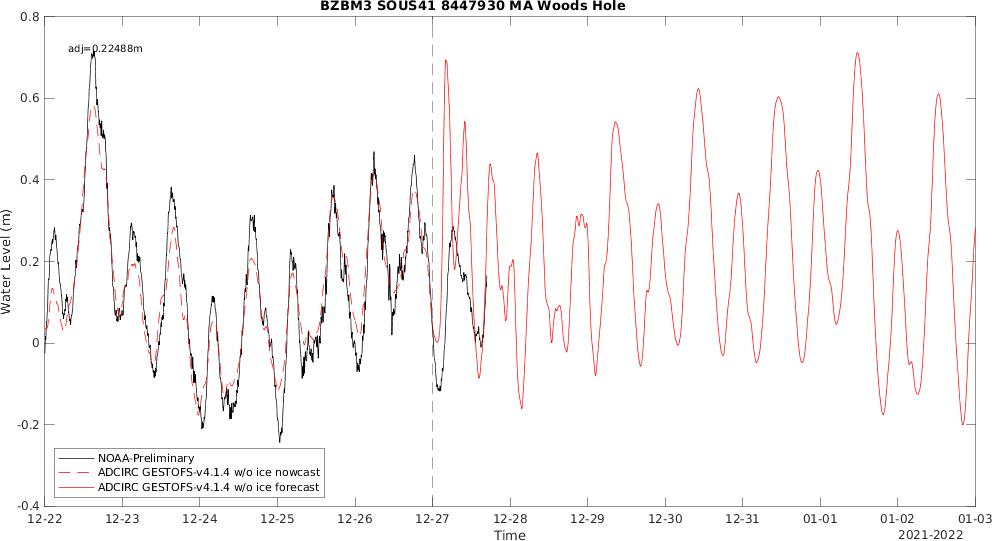 BZBM3 SOUS41 8447930 MA Woods Hole
adj=0.22488m
Water Level (m)
0.8
0.6
0.4
0.2
0
-0.2
-0.4
NOAA-Preliminary
ADCIRC GESTOFS-v4.1.4 w/o ice nowcast
ADCIRC GESTOFS-v4.1.4 w/o ice forecast
12-22 12-23 12-24 12-25 12-26 12-27 12-28 12-29 12-30 12-31 01-01 01-02 01-03
Time
2021-2022